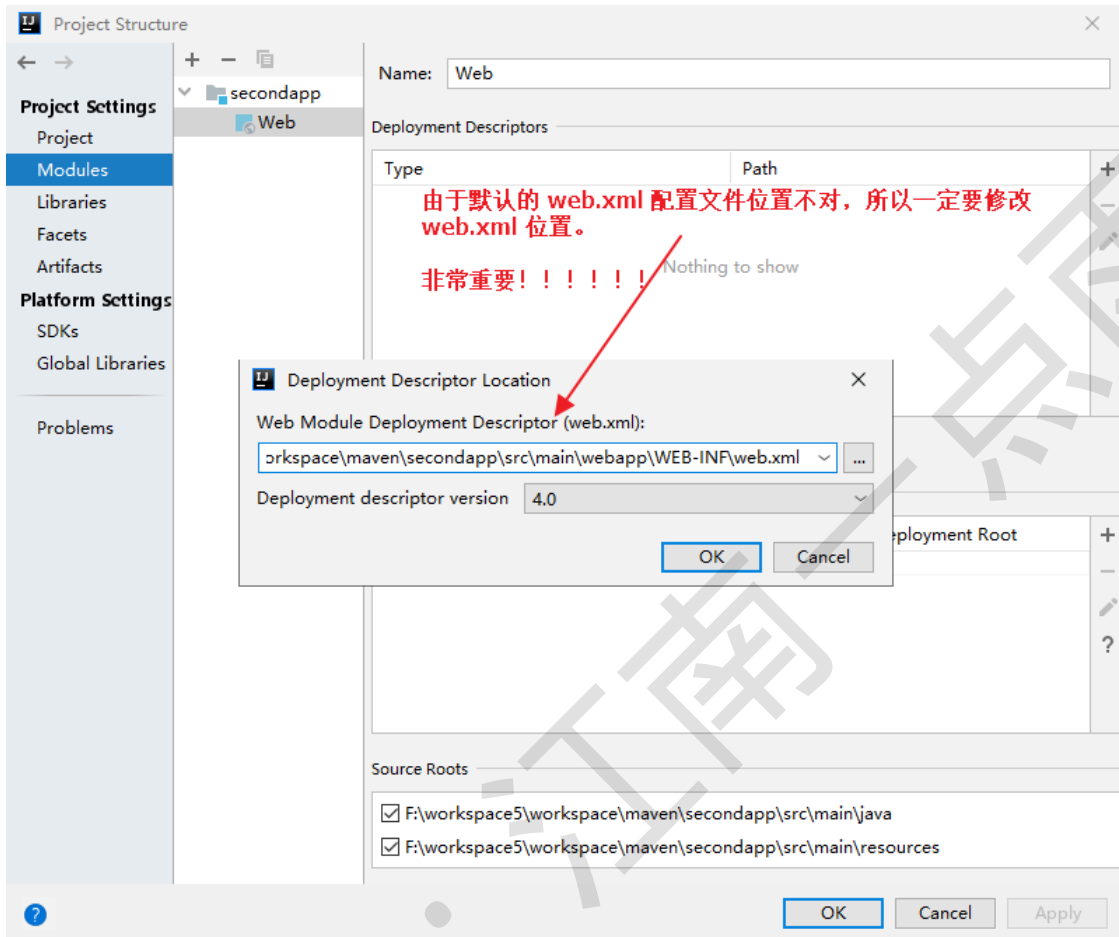 Project Structure
Project Settings
Project
Modules
Libraries
Facets
Artifacts
Platform Settings
SDKs
Global Libraries
Problems
secondapp
Web
Name: Web
Deployment Descriptors
Type Path
由于默认的 web.xml 配置文件位置不对，所以一定要修改
web.xml 位置。
非常重要！！！！！！
Nothing to show
Deployment Descriptor Location
Web Module Deployment Descriptor (web.xml):
orkspace\maven\secondapp\src\main\webapp\WEB-INF\web.xml
...
Deployment descriptor version 4.0
OK Cancel
eployment Root
?
Source Roots
F:\workspace5\workspace\maven\secondapp\src\main\java
F:\workspace5\workspace\maven\secondapp\src\main\resources
?
OK Cancel Apply
江南一点雨